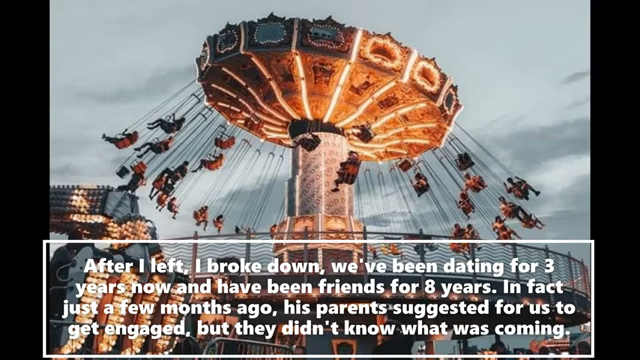 After I left, I broke down, we've been dating for 3
years now and have been friends for 8 years. In fact
just a few months ago, his parents suggested for us to
get engaged, but they didn't know what was coming.